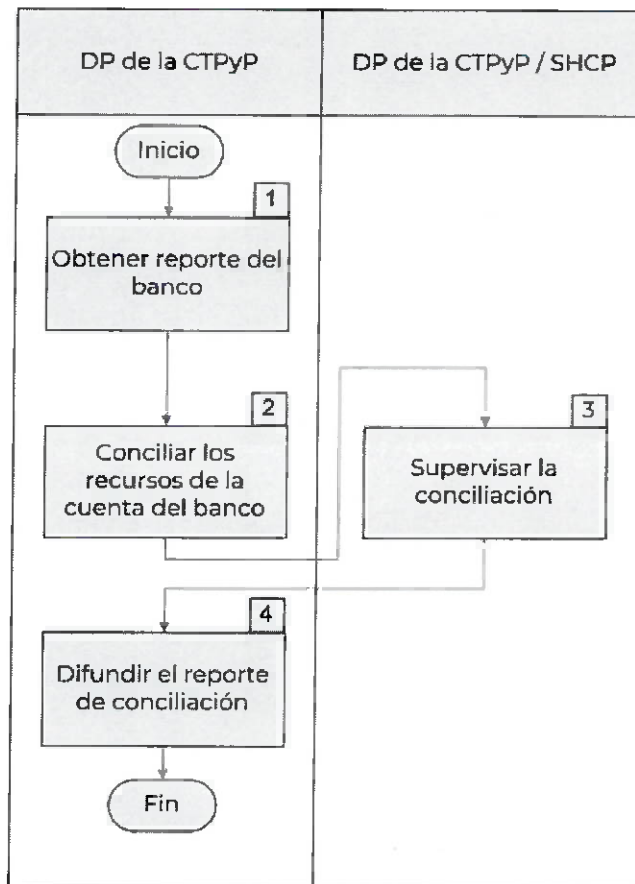 DP de la CTPyP
DP de la CTPyP / SHCP
Inicio
1
Obtener reporte del
banco
2
Conciliar los
recursos de la
cuenta del banco
3
Supervisar la
conciliación
4
Difundir el reporte
de conciliación
Fin